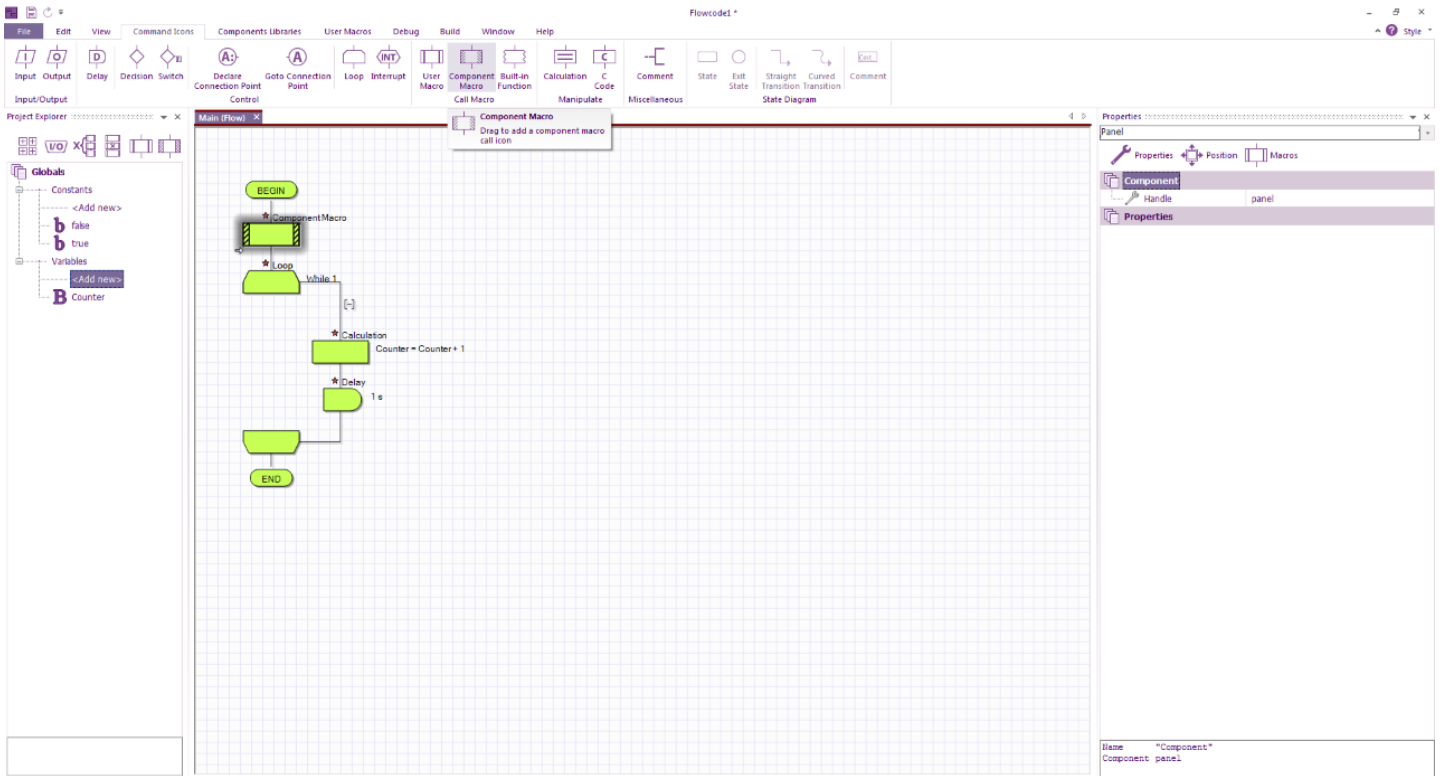 Flowcode1 *
File Edit View Command Icons Components Libraries User Macros Debug Build Window Help
Style
Input Output Delay Decision Switch Declare Connection Point Goto Connection Point Loop Interrupt User Macro Component Macro Built-in Function Calculation C Code Comment State Exit State Straight Transition Curved Transition Comment
Input/Output Control Call Macro Manipulate Miscellaneous State Diagram
Project Explorer
Main (Flow)
Component Macro
Drag to add a component macro
call icon
Properties
Panel
Properties Position Macros
Component
Handle panel
Properties
Globals
Constants
<Add new>
false
true
Variables
<Add new>
Counter
BEGIN
ComponentMacro
Loop
While 1
Calculation
Counter = Counter + 1
Delay
1 s
END
Name "Component"
Component panel